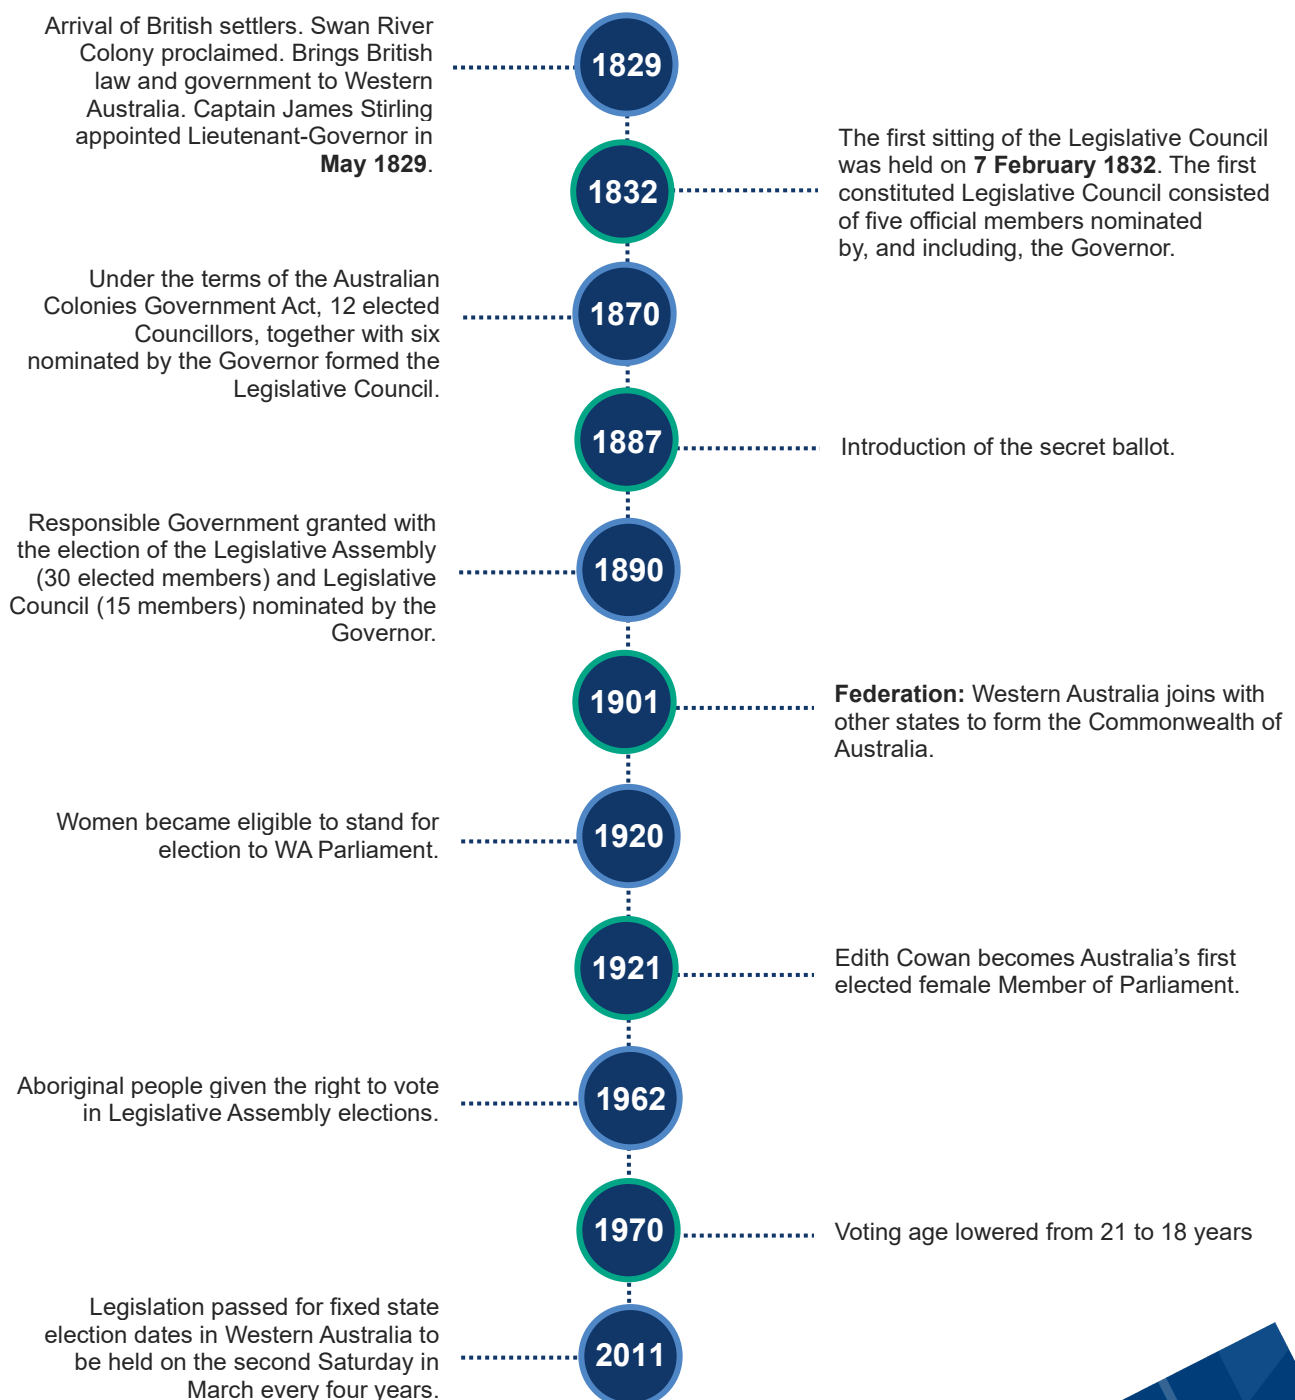 Arrival of British settlers. Swan River
Colony proclaimed. Brings British
law and government to Western
Australia. Captain James Stirling
appointed Lieutenant-Governor in
May 1829.
1829
1832
The first sitting of the Legislative Council
was held on 7 February 1832. The first
constituted Legislative Council consisted
of five official members nominated
by, and including, the Governor.
Under the terms of the Australian
Colonies Government Act, 12 elected
Councillors, together with six
nominated by the Governor formed the
Legislative Council.
1870
1887
Introduction of the secret ballot.
Responsible Government granted with
the election of the Legislative Assembly
(30 elected members) and Legislative
Council (15 members) nominated by the
Governor.
1890
1901
Federation: Western Australia joins with
other states to form the Commonwealth of
Australia.
Women became eligible to stand for
election to WA Parliament.
1920
1921
Edith Cowan becomes Australia’s first
elected female Member of Parliament.
Aboriginal people given the right to vote
in Legislative Assembly elections.
1962
1970
Voting age lowered from 21 to 18 years
Legislation passed for fixed state
election dates in Western Australia to
be held on the second Saturday in
March every four years.
2011